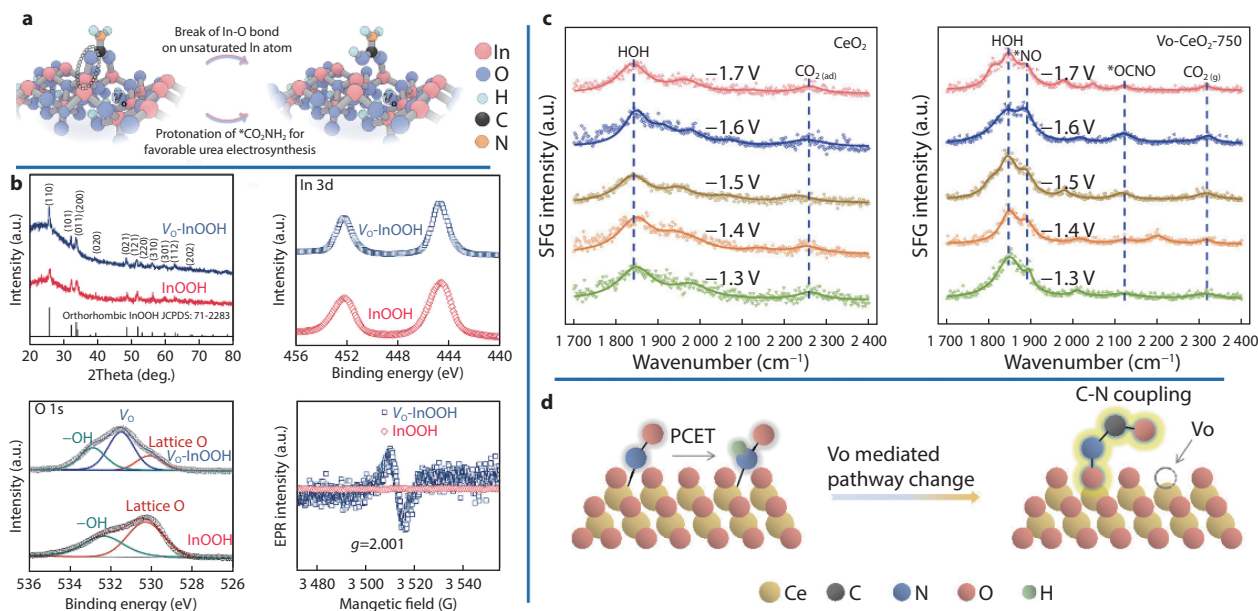 a
Break of In-O bond
on unsaturated In atom
Protonation of *CO₂NH₂ for
favorable urea electrosynthesis
Vo
Vo
In
O
H
C
N
b
Intensity (a.u.)
(110)
(101)
(011)
(200)
(020)
(021)
(121)
(220)
(310)
(301)
(112)
(202)
V_O-InOOH
InOOH
Orthorhombic InOOH JCPDS: 71-2283
20 30 40 50 60 70 80
2Theta (deg.)
In 3d
Intensity (a.u.)
V_O-InOOH
InOOH
456 452 448 444 440
Binding energy (eV)
O 1s
Intensity (a.u.)
−OH
V_O
Lattice O
V_O-InOOH
−OH
Lattice O
InOOH
536 534 532 530 528 526
Binding energy (eV)
EPR intensity (a.u.)
V_O-InOOH
InOOH
g=2.001
3 480 3 510 3 540
Mangetic field (G)
c
SFG intensity (a.u.)
CeO₂
HOH
CO₂ (ad)
−1.7 V
−1.6 V
−1.5 V
−1.4 V
−1.3 V
1 700 1 800 1 900 2 000 2 100 2 200 2 300 2 400
Wavenumber (cm⁻¹)
SFG intensity (a.u.)
Vo-CeO₂-750
HOH
*NO
*OCNO
CO₂ (g)
−1.7 V
−1.6 V
−1.5 V
−1.4 V
−1.3 V
1 700 1 800 1 900 2 000 2 100 2 200 2 300 2 400
Wavenumber (cm⁻¹)
d
PCET
Vo mediated
pathway change
C-N coupling
Vo
Ce C N O H